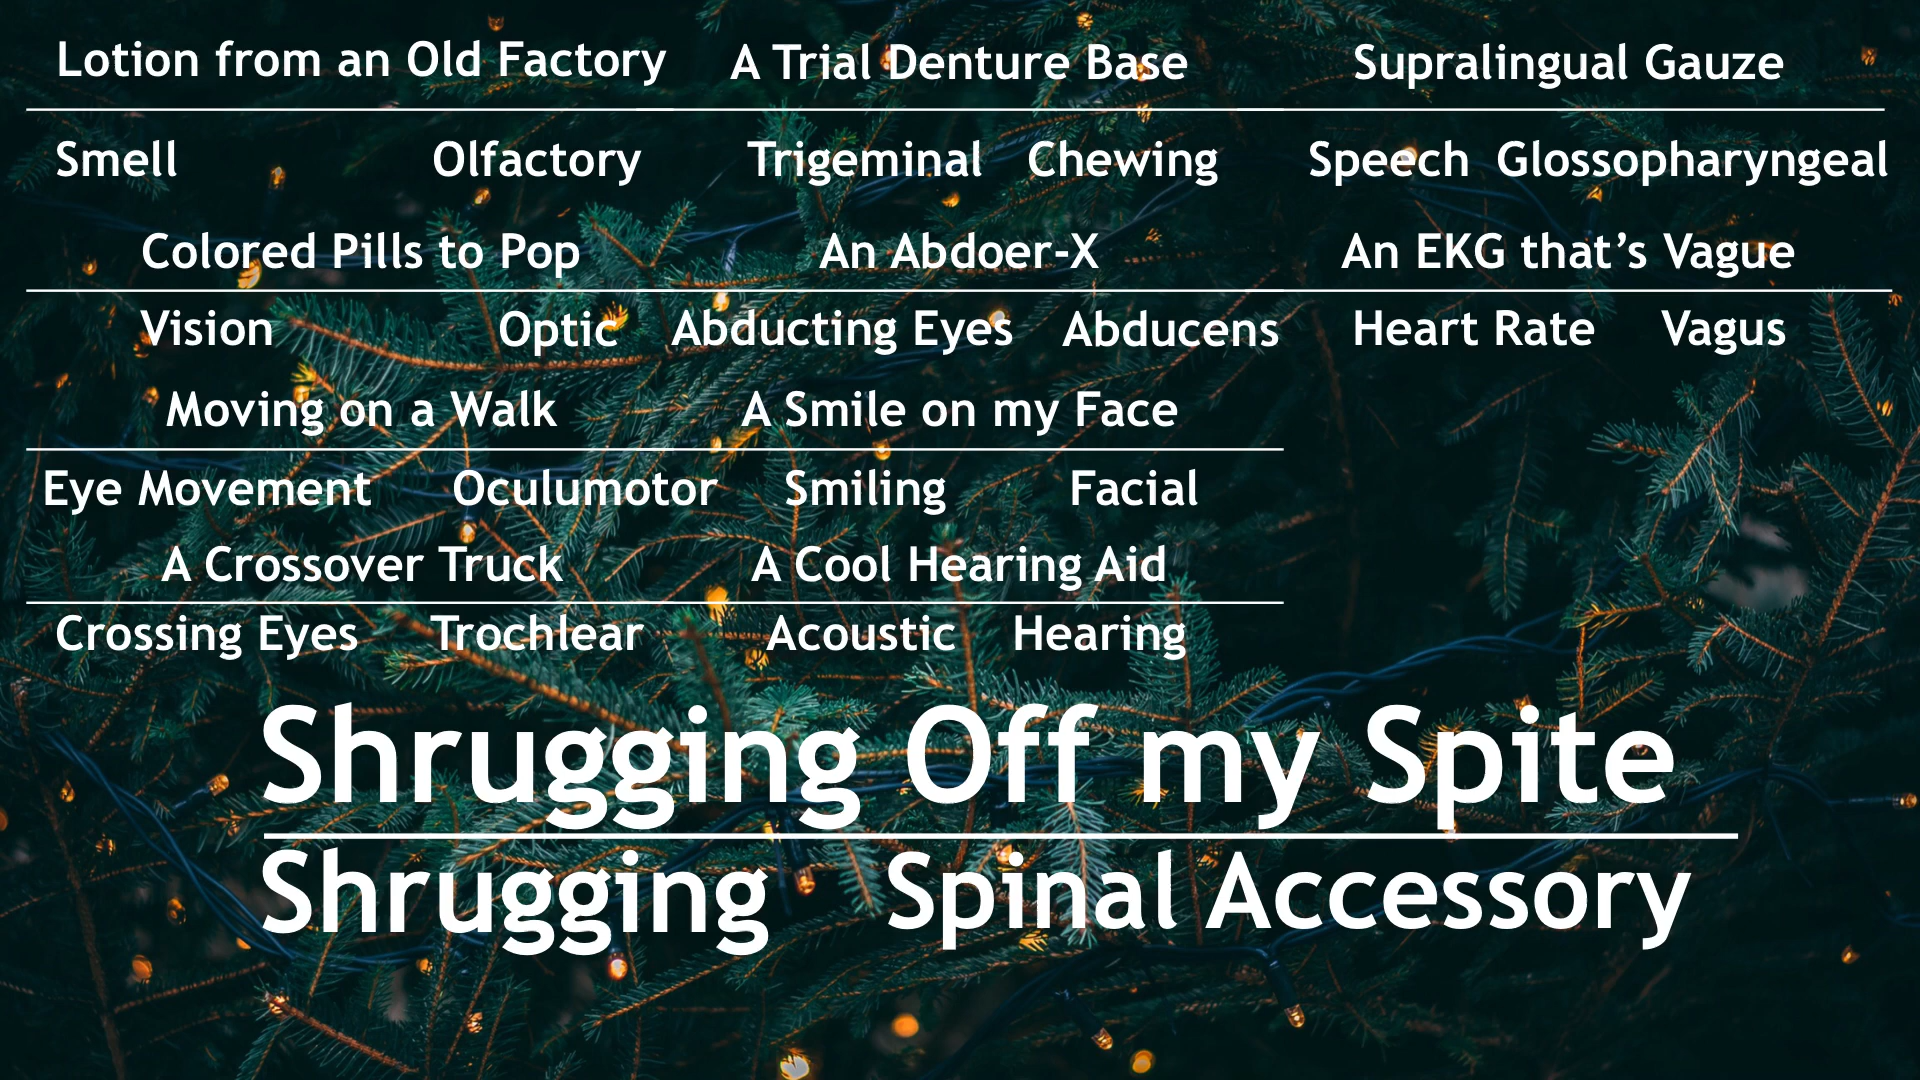 Lotion from an Old Factory
Smell Olfactory
Colored Pills to Pop
Vision Optic
Moving on a Walk
Eye Movement Oculumotor
A Crossover Truck
Crossing Eyes Trochlear
A Trial Denture Base
Trigeminal Chewing
An Abdoer-X
Abducting Eyes Abducens
A Smile on my Face
Smiling Facial
A Cool Hearing Aid
Acoustic Hearing
Supralingual Gauze
Speech Glossopharyngeal
An EKG that’s Vague
Heart Rate Vagus
Shrugging Off my Spite
Shrugging Spinal Accessory